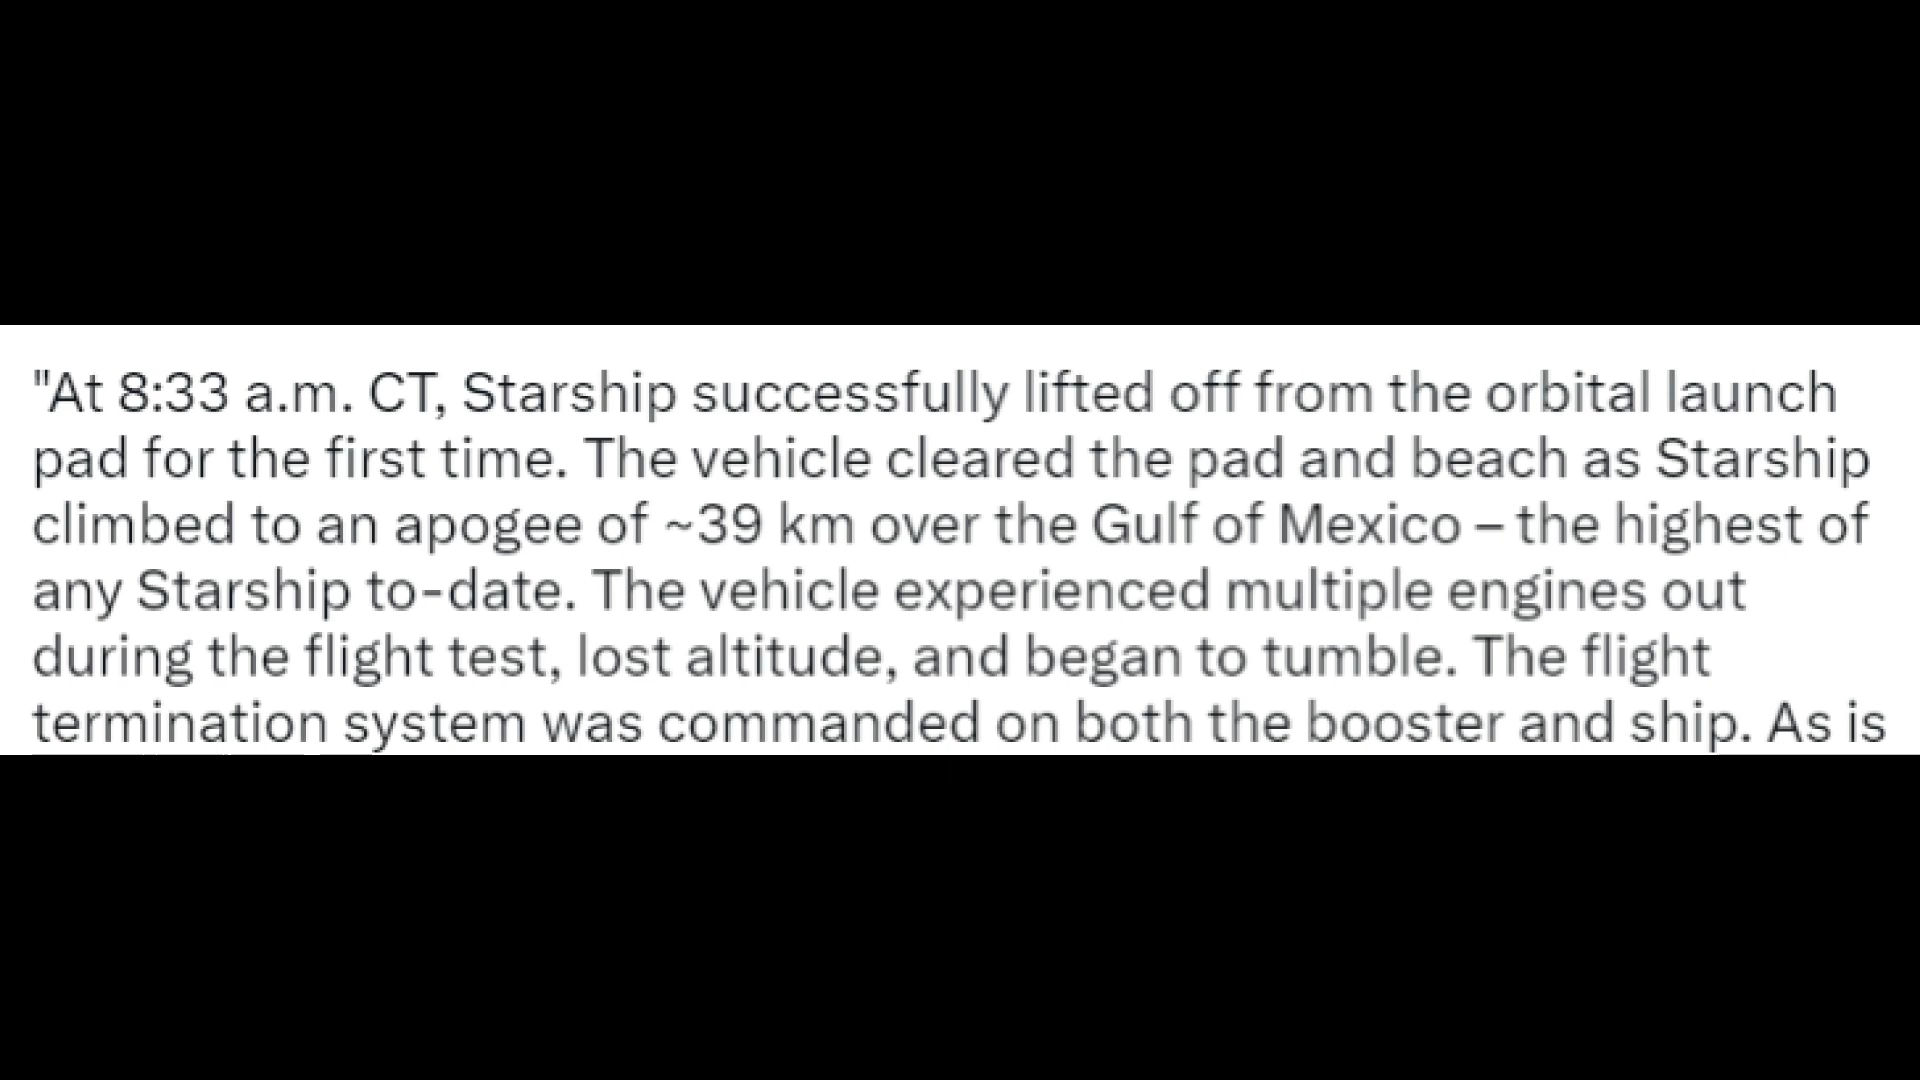 "At 8:33 a.m. CT, Starship successfully lifted off from the orbital launch
pad for the first time. The vehicle cleared the pad and beach as Starship
climbed to an apogee of ~39 km over the Gulf of Mexico – the highest of
any Starship to-date. The vehicle experienced multiple engines out
during the flight test, lost altitude, and began to tumble. The flight
termination system was commanded on both the booster and ship. As is